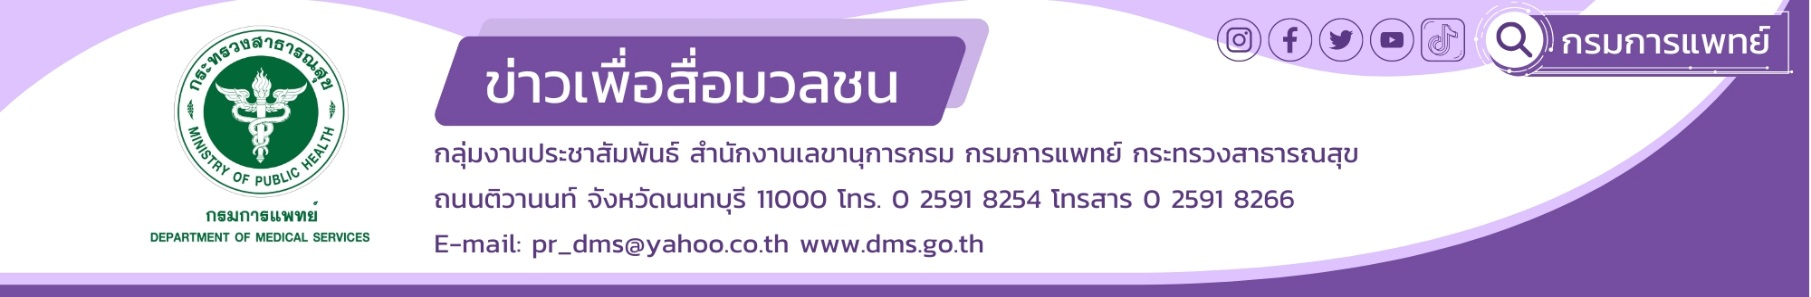 กระทรวงสาธารณสุข
MINISTRY OF PUBLIC HEALTH
กรมการแพทย์
DEPARTMENT OF MEDICAL SERVICES
ข่าวเพื่อสื่อมวลชน
กลุ่มงานประชาสัมพันธ์ สำนักงานเลขานุการกรม กรมการแพทย์ กระทรวงสาธารณสุข
ถนนติวานนท์ จังหวัดนนทบุรี 11000 โทร. 0 2591 8254 โทรสาร 0 2591 8266
E-mail: pr_dms@yahoo.co.th www.dms.go.th
กรมการแพทย์